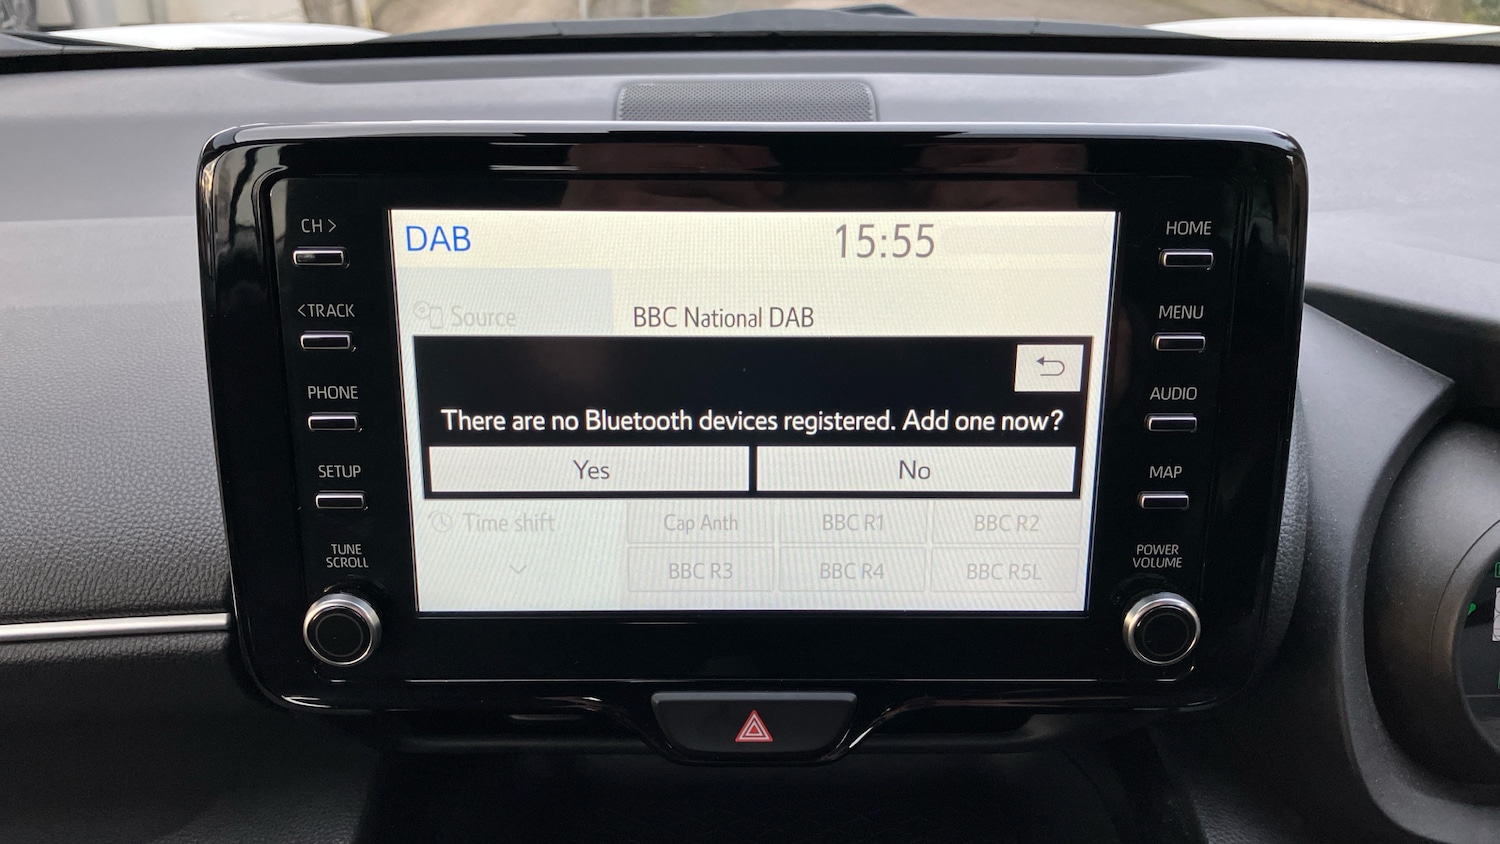 CH >
<TRACK
PHONE
SETUP
TUNE
SCROLL
DAB
15:55
Source
BBC National DAB
There are no Bluetooth devices registered. Add one now?
Yes
No
Time shift
Cap Anth
BBC R1
BBC R2
BBC R3
BBC R4
BBC R5L
HOME
MENU
AUDIO
MAP
POWER
VOLUME